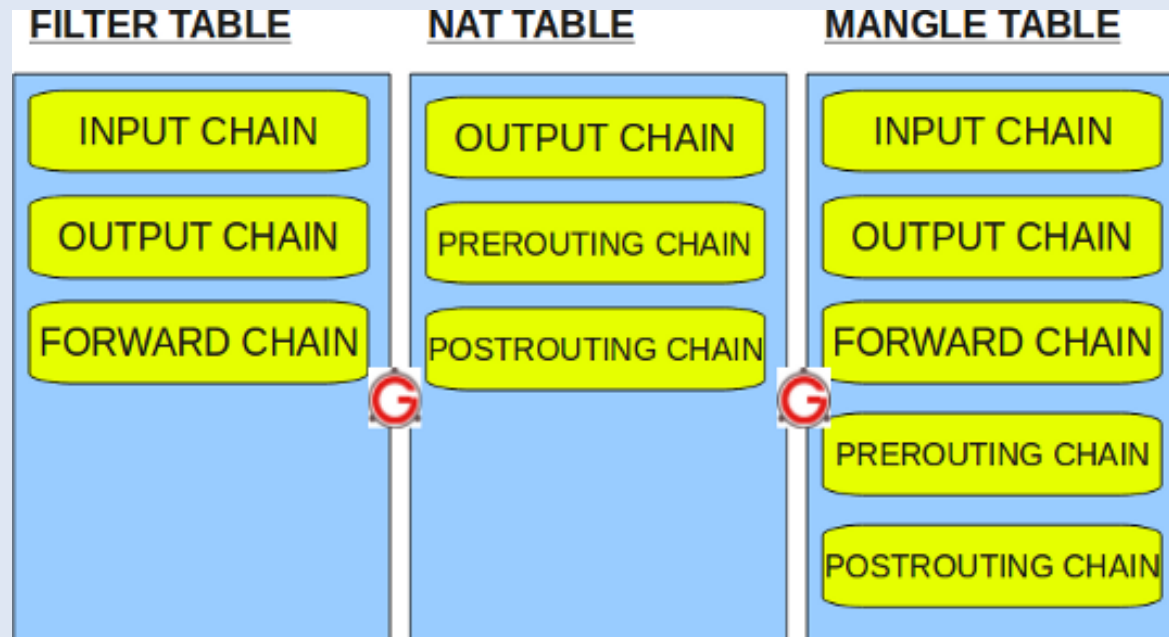 FILTER TABLE
INPUT CHAIN
OUTPUT CHAIN
FORWARD CHAIN
G
NAT TABLE
OUTPUT CHAIN
PREROUTING CHAIN
POSTROUTING CHAIN
G
MANGLE TABLE
INPUT CHAIN
OUTPUT CHAIN
FORWARD CHAIN
PREROUTING CHAIN
POSTROUTING CHAIN